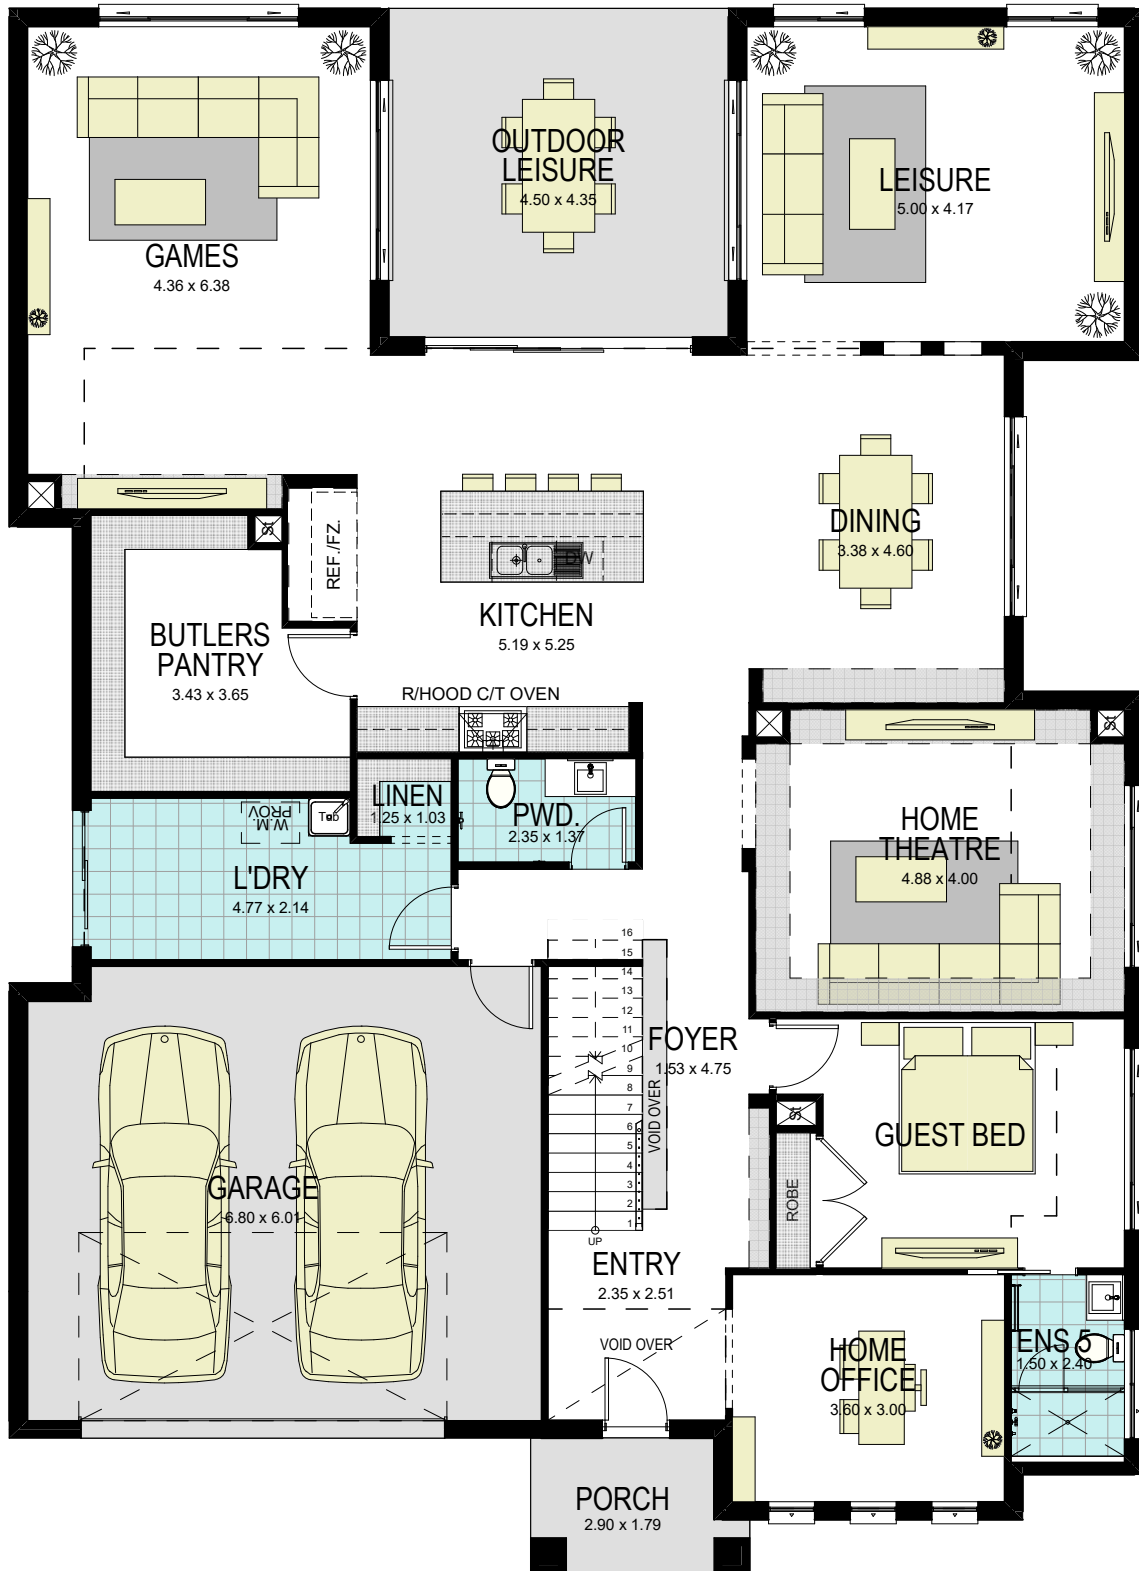 OUTDOOR
LEISURE
4.50 x 4.35
LEISURE
5.00 x 4.17
GAMES
4.36 x 6.38
DINING
3.38 x 4.60
St
REF./FZ.
DW
KITCHEN
5.19 x 5.25
BUTLERS
PANTRY
3.43 x 3.65
R/HOOD C/T OVEN
St
LINEN
1.25 x 1.03
PWD.
2.35 x 1.37
W.M.
PROV
Tub
HOME
THEATRE
4.88 x 4.00
L'DRY
4.77 x 2.14
16
15
14
13
12
11
10
9
8
7
6
5
4
3
2
1
UP
VOID OVER
FOYER
1.53 x 4.75
St
ROBE
GUEST BED
GARAGE
6.80 x 6.01
ENTRY
2.35 x 2.51
VOID OVER
HOME
OFFICE
3.60 x 3.00
ENS 5
1.50 x 2.40
PORCH
2.90 x 1.79